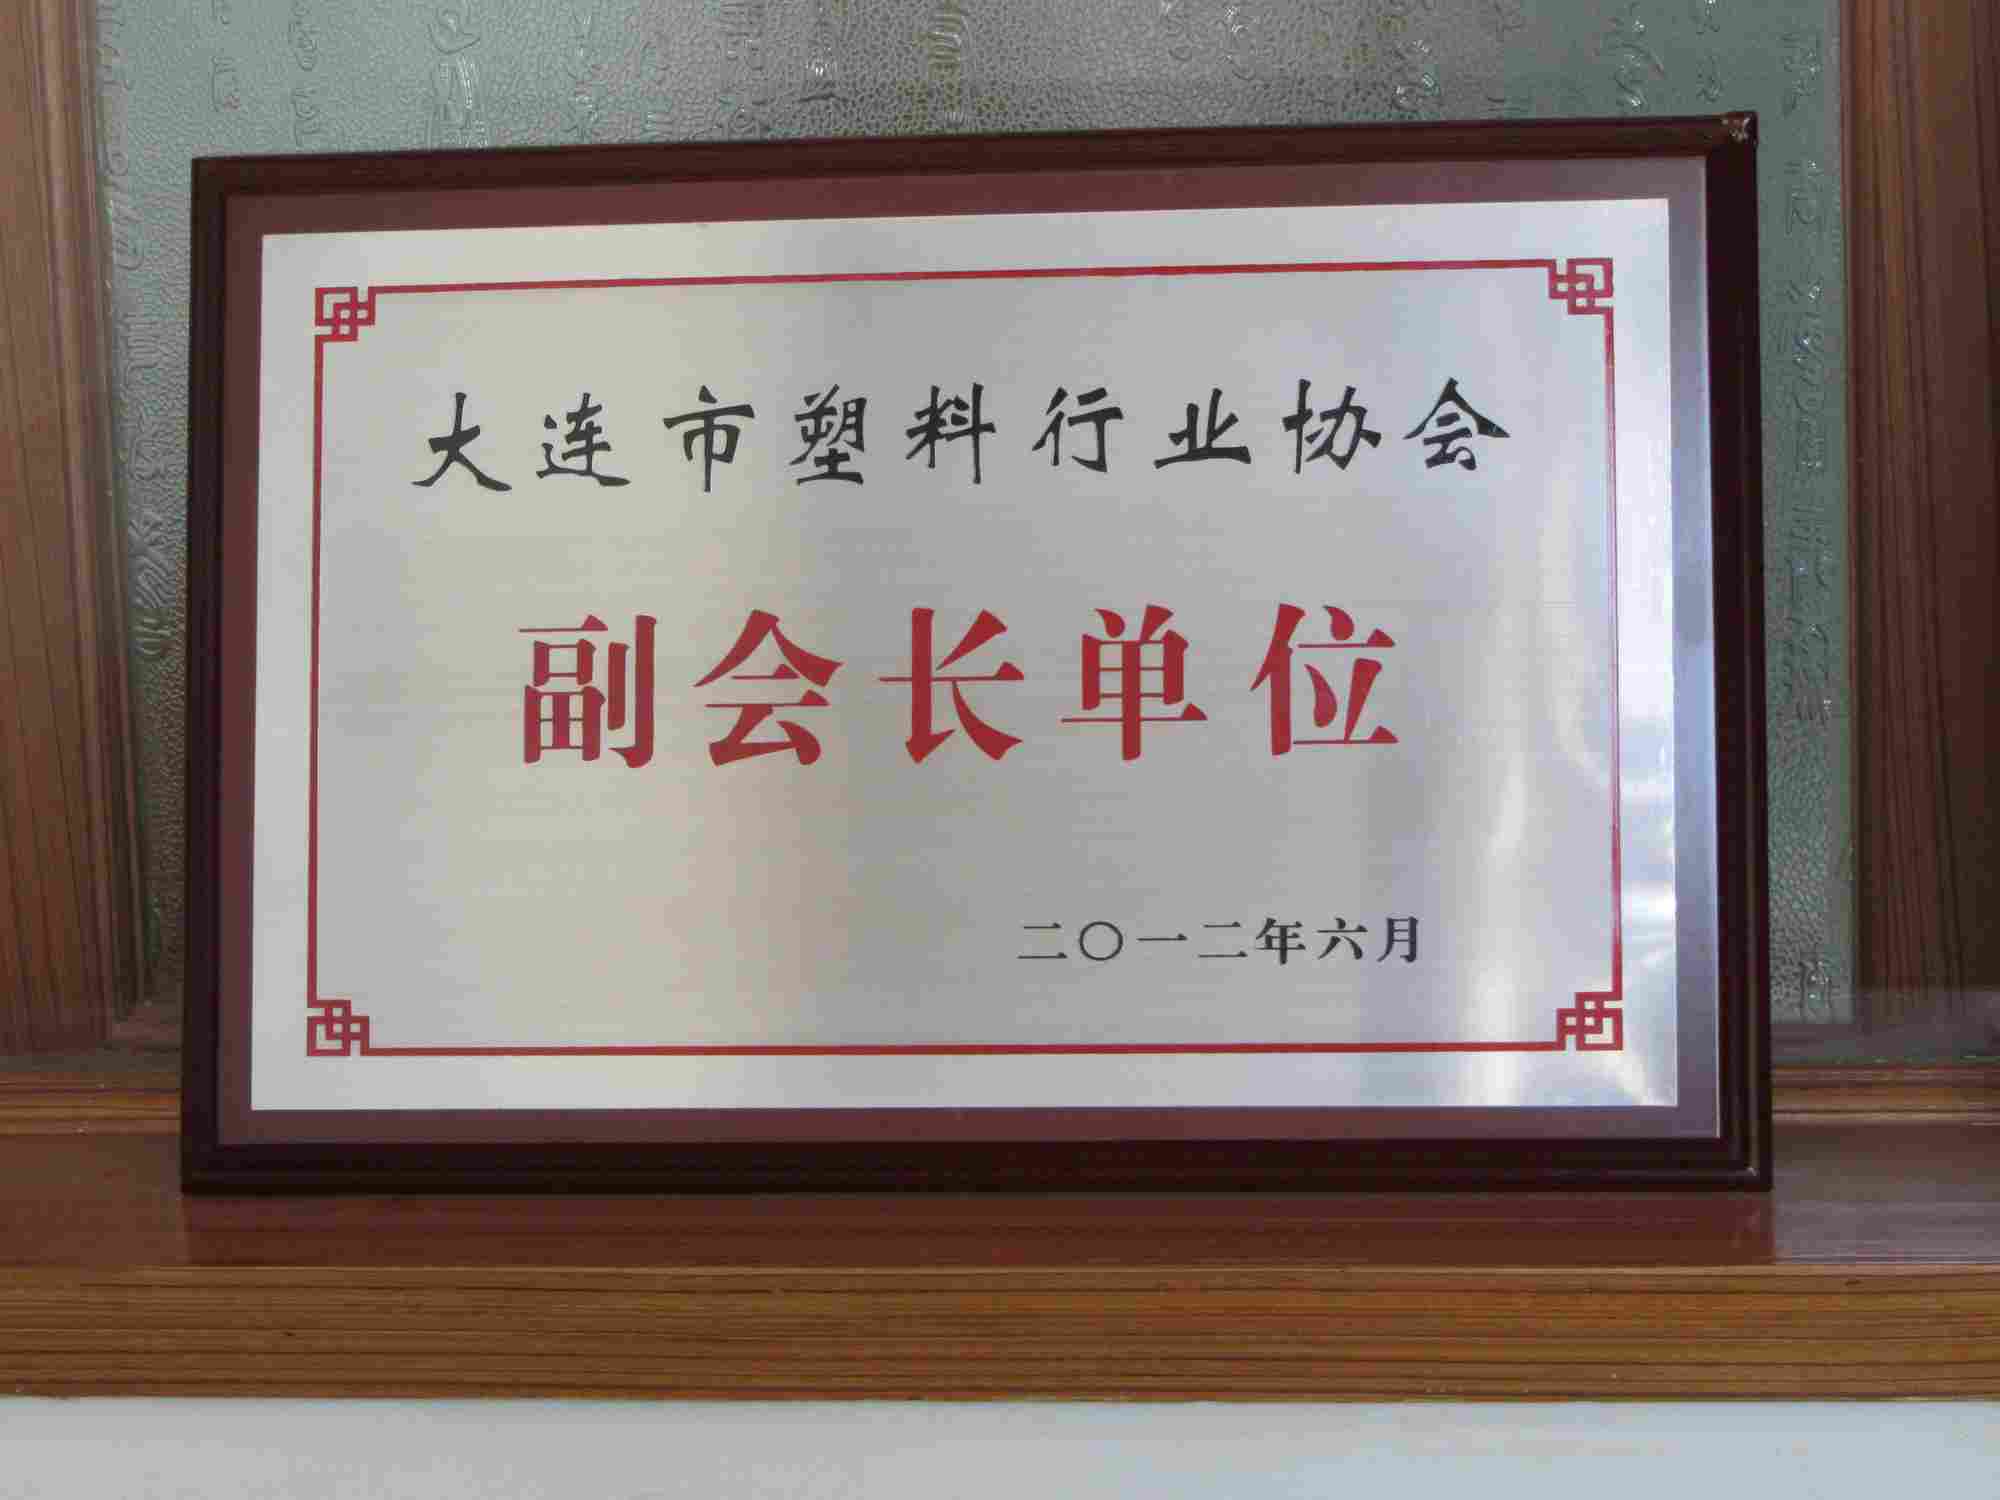 大连市塑料行业协会
副会长单位
二〇一二年六月